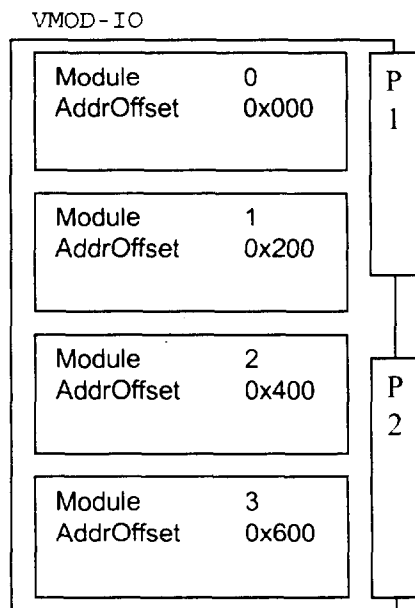 VMOD-IO
Module 0
AddrOffset 0x000
P
1
Module 1
AddrOffset 0x200
Module 2
AddrOffset 0x400
P
2
Module 3
AddrOffset 0x600